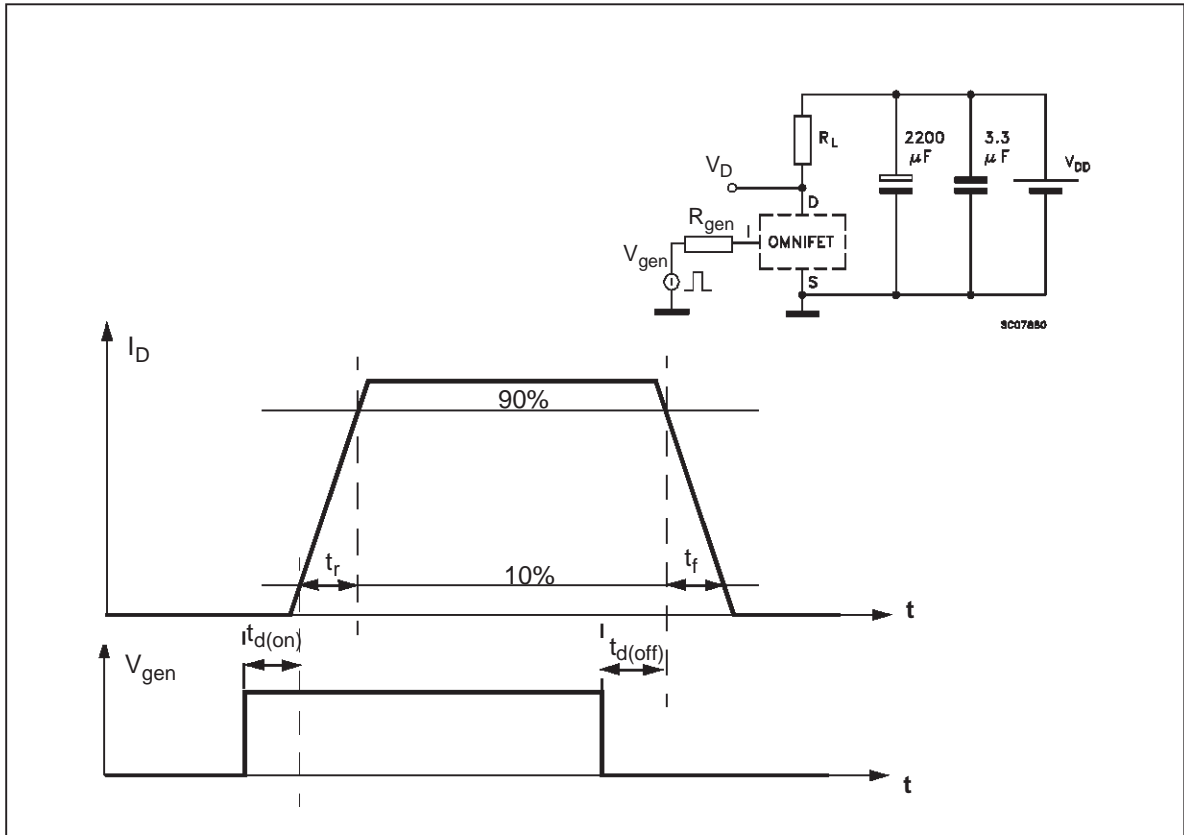 R_L
2200 µF
3.3 µF
V_DD
V_D
D
R_gen
I
OMNIFET
V_gen
S
SC07850
I_D
90%
t_r
10%
t_f
t
t_d(on)
t_d(off)
V_gen
t